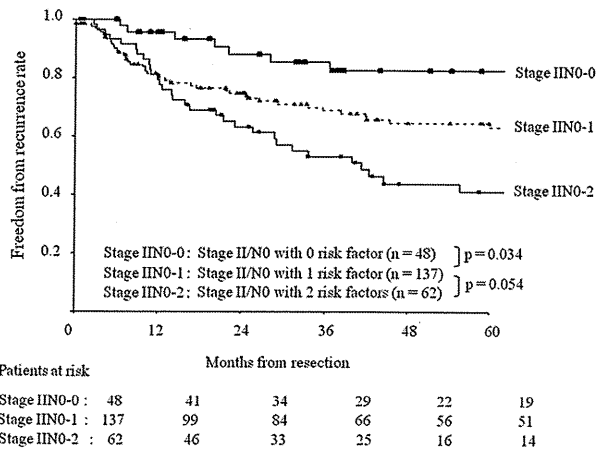 Freedom from recurrence rate
1.0
0.8
0.6
0.4
0.2
Stage IIN0-0
Stage IIN0-1
Stage IIN0-2
Stage IIN0-0 : Stage II/N0 with 0 risk factor (n = 48)
Stage IIN0-1 : Stage II/N0 with 1 risk factor (n = 137)
Stage IIN0-2 : Stage II/N0 with 2 risk factors (n = 62)
p = 0.034
p = 0.054
0 12 24 36 48 60
Months from resection
Patients at risk
Stage IIN0-0 : 48 41 34 29 22 19
Stage IIN0-1 : 137 99 84 66 56 51
Stage IIN0-2 : 62 46 33 25 16 14